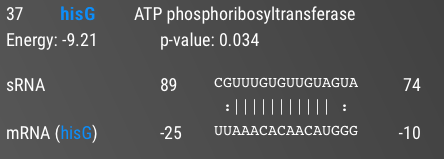 37 hisG ATP phosphoribosyltransferase
Energy: -9.21 p-value: 0.034
sRNA 89 CGUUUGUGUUGUAGUA 74
:||||||||||| :
mRNA (hisG) -25 UUAAACACAACAUGGG -10